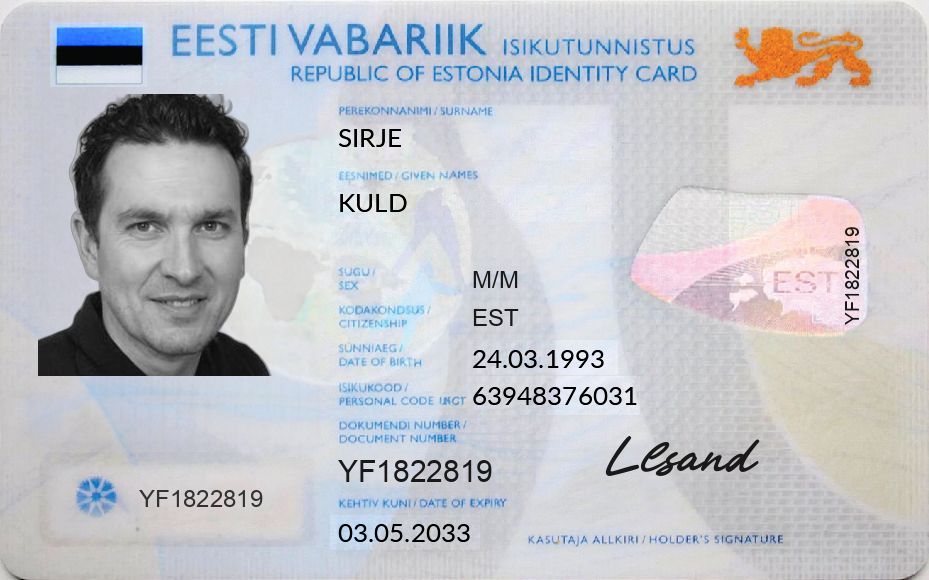 EESTI VABARIIK ISIKUTUNNISTUS
REPUBLIC OF ESTONIA IDENTITY CARD
PEREKONNANIMI / SURNAME
SIRJE
EESNIMED / GIVEN NAMES
KULD
SUGU /
SEX
M/M
KODAKONDSUS /
CITIZENSHIP
EST
SÜNNIAEG /
DATE OF BIRTH
24.03.1993
ISIKUKOOD /
PERSONAL CODE
63948376031
DOKUMENDI NUMBER /
DOCUMENT NUMBER
YF1822819
KEHTIV KUNI / DATE OF EXPIRY
03.05.2033
YF1822819
EST
YF1822819
Lesand
KASUTAJA ALLKIRI / HOLDER'S SIGNATURE